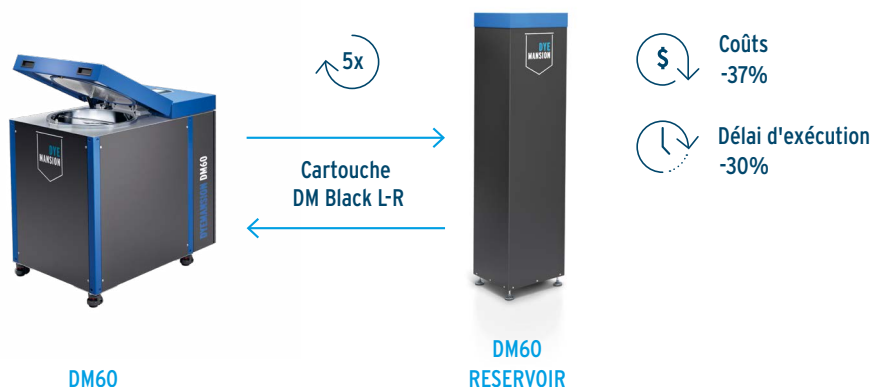 DYE
MANSION
DYEMANSION DM60
DM60
5x
Cartouche
DM Black L-R
DYE
MANSION
DM60
RESERVOIR
Coûts
-37%
Délai d'exécution
-30%
$